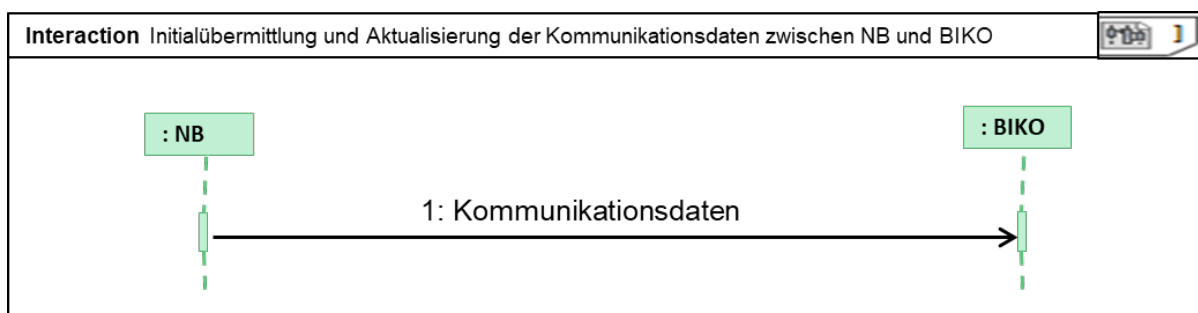 Interaction Initialübermittlung und Aktualisierung der Kommunikationsdaten zwischen NB und BIKO
: NB
: BIKO
1: Kommunikationsdaten